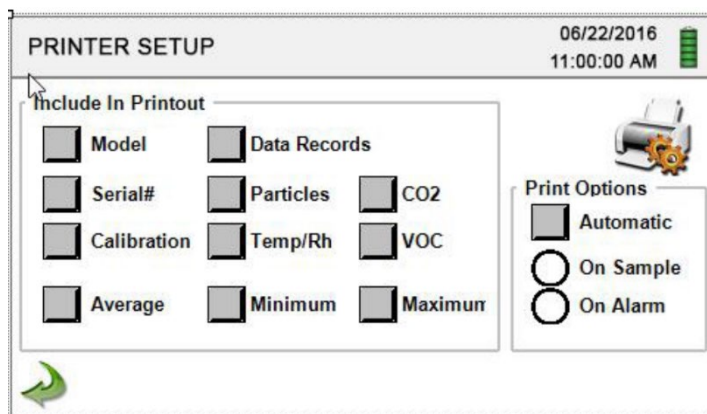 PRINTER SETUP
06/22/2016
11:00:00 AM
Include In Printout
Model
Data Records
Serial#
Particles
CO2
Calibration
Temp/Rh
VOC
Average
Minimum
Maximum
Print Options
Automatic
On Sample
On Alarm